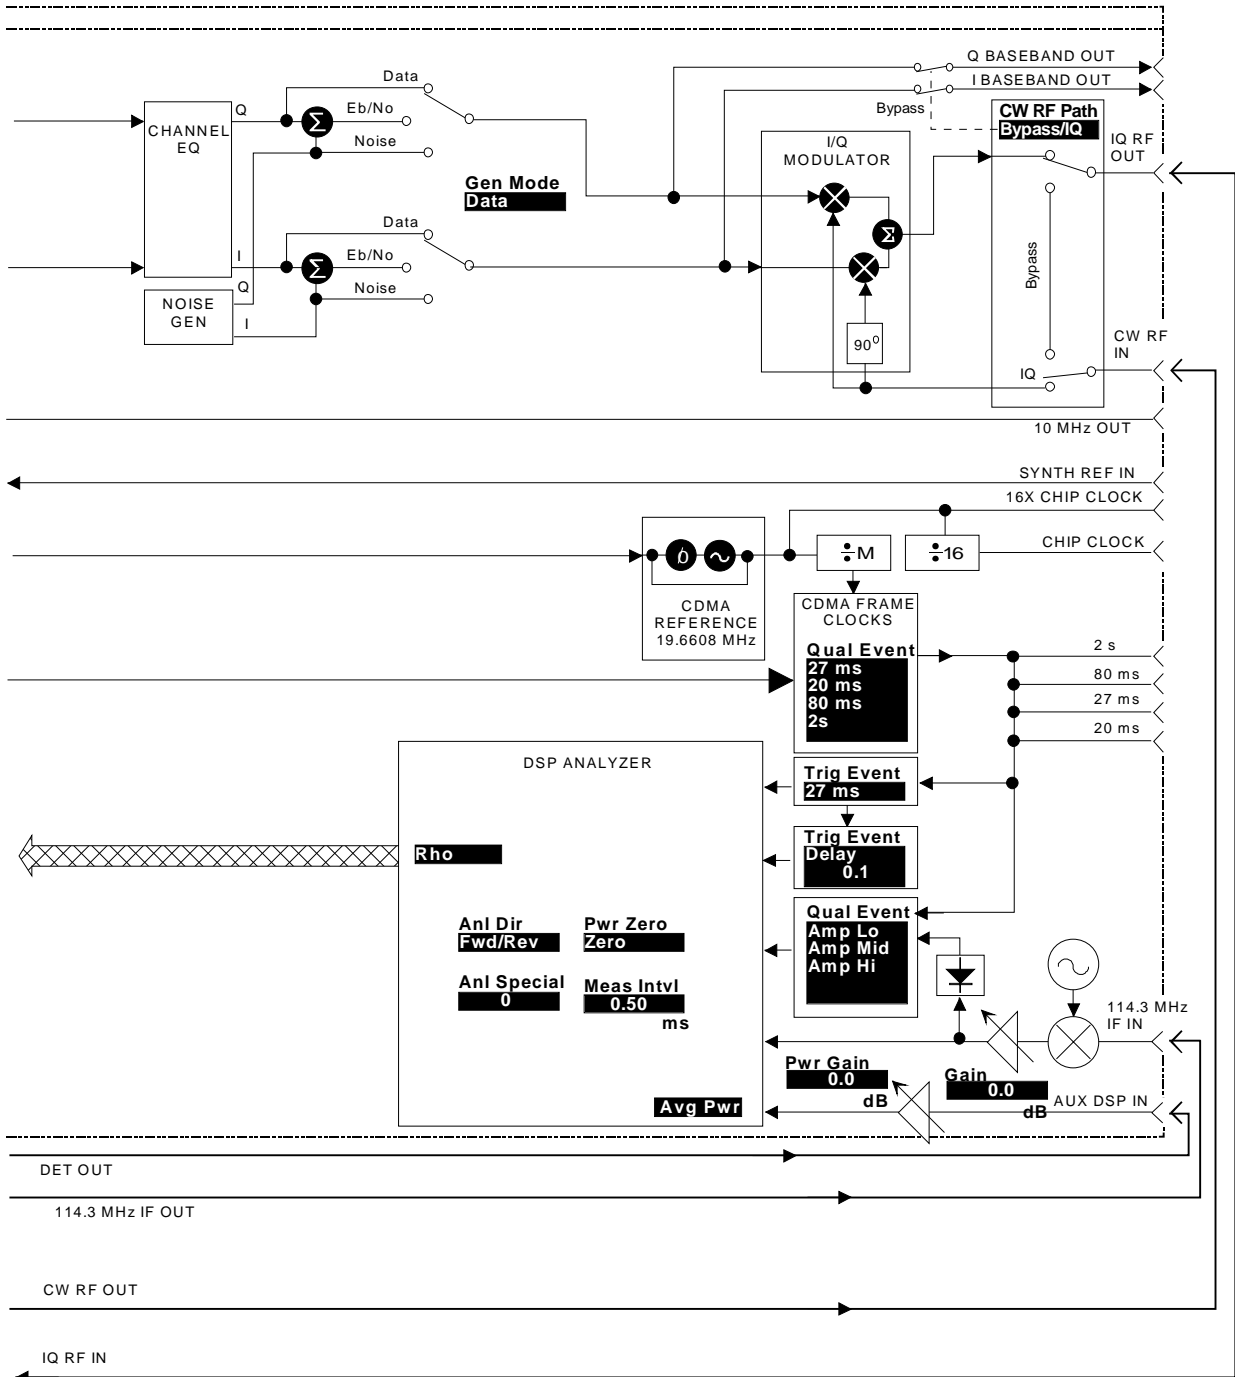 Q BASEBAND OUT
I BASEBAND OUT
Data
Q
Eb/No
Noise
CHANNEL
EQ
Bypass
CW RF Path
Bypass/IQ
IQ RF
OUT
I/Q
MODULATOR
Gen Mode
Data
Σ
Data
I
Eb/No
Σ
Σ
Q
Noise
NOISE
GEN
I
Bypass
90⁰
CW RF
IN
IQ
10 MHz OUT
SYNTH REF IN
16X CHIP CLOCK
ϕ
÷M
÷16
CHIP CLOCK
CDMA
REFERENCE
19.6608 MHz
CDMA FRAME
CLOCKS
Qual Event
27 ms
20 ms
80 ms
2s
2 s
80 ms
27 ms
20 ms
DSP ANALYZER
Trig Event
27 ms
Trig Event
Delay
0.1
Rho
Qual Event
Amp Lo
Amp Mid
Amp Hi
Anl Dir
Fwd/Rev
Pwr Zero
Zero
Anl Special
0
Meas Intvl
0.50
ms
114.3 MHz
IF IN
Pwr Gain
0.0
dB
Gain
0.0
dB
AUX DSP IN
Avg Pwr
DET OUT
114.3 MHz IF OUT
CW RF OUT
IQ RF IN